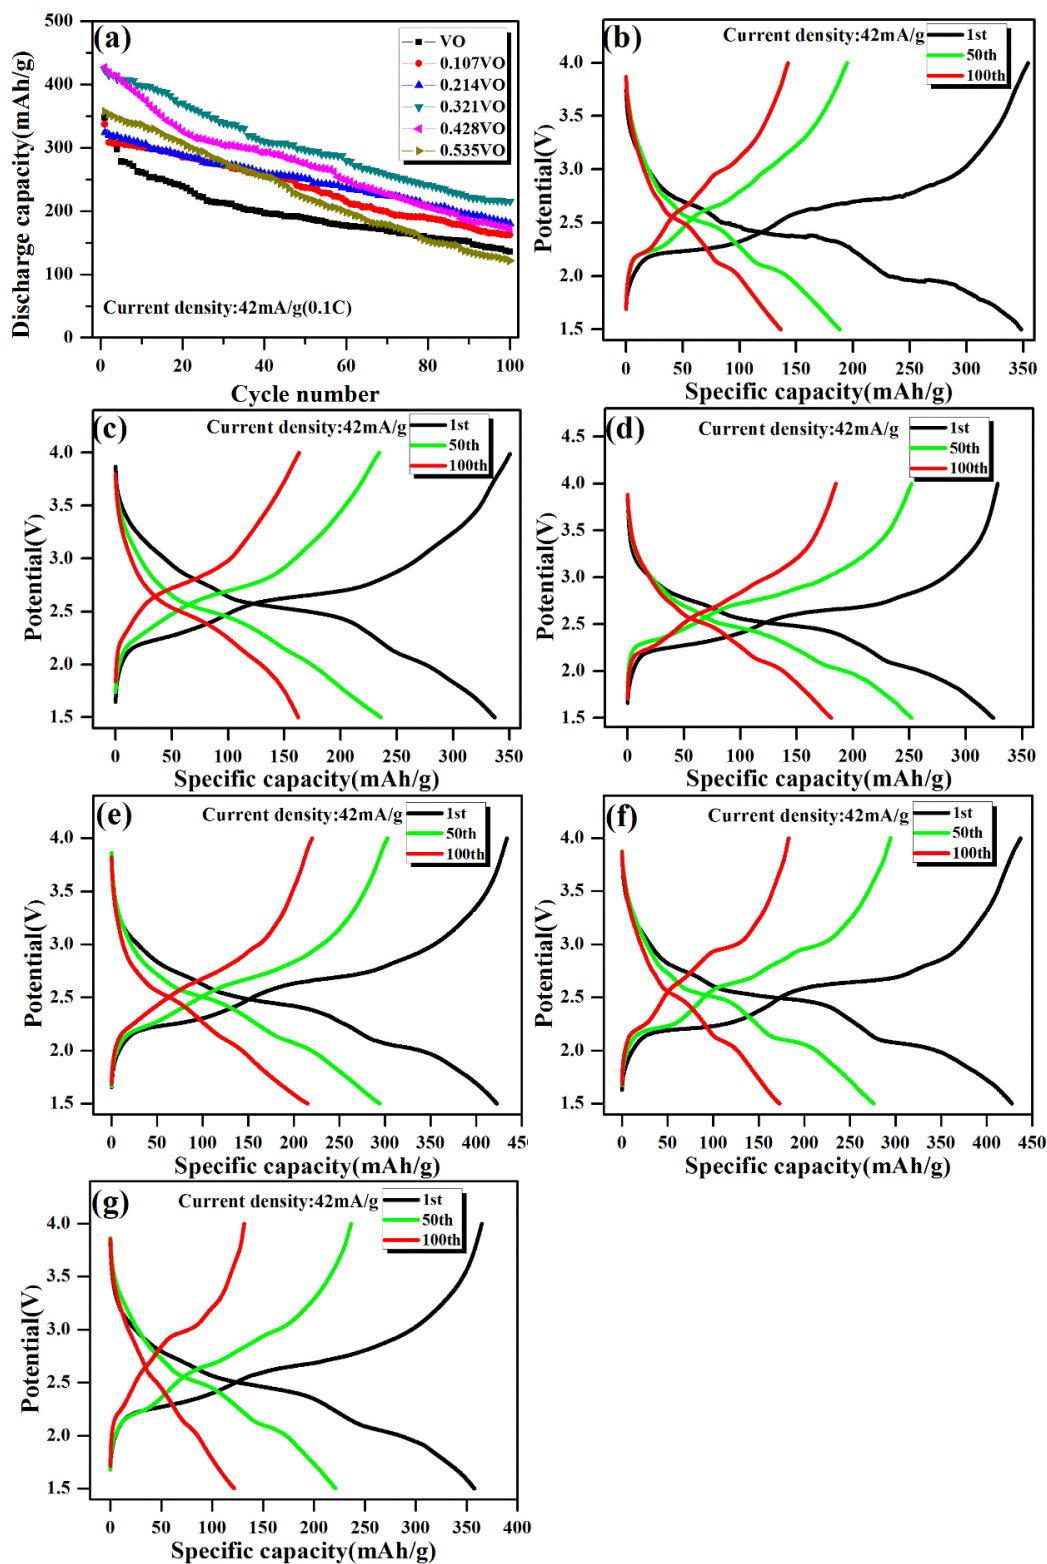 (a)
VO
0.107VO
0.214VO
0.321VO
0.428VO
0.535VO
Current density:42mA/g(0.1C)
500
400
300
200
100
0
0 20 40 60 80 100
Discharge capacity(mAh/g)
Cycle number
(b)
Current density:42mA/g
1st
50th
100th
4.0
3.5
3.0
2.5
2.0
1.5
0 50 100 150 200 250 300 350
Potential(V)
Specific capacity(mAh/g)
(c)
Current density:42mA/g
1st
50th
100th
4.0
3.5
3.0
2.5
2.0
1.5
0 50 100 150 200 250 300 350
Potential(V)
Specific capacity(mAh/g)
(d)
Current density:42mA/g
1st
50th
100th
4.5
4.0
3.5
3.0
2.5
2.0
1.5
0 50 100 150 200 250 300 350
Potential(V)
Specific capacity(mAh/g)
(e)
Current density:42mA/g
1st
50th
100th
4.0
3.5
3.0
2.5
2.0
1.5
0 50 100 150 200 250 300 350 400 45
Potential(V)
Specific capacity(mAh/g)
(f)
Current density:42mA/g
1st
50th
100th
4.0
3.5
3.0
2.5
2.0
1.5
0 50 100 150 200 250 300 350 400 450
Potential(V)
Specific capacity(mAh/g)
(g)
Current density:42mA/g
1st
50th
100th
4.0
3.5
3.0
2.5
2.0
1.5
0 50 100 150 200 250 300 350 400
Potential(V)
Specific capacity(mAh/g)